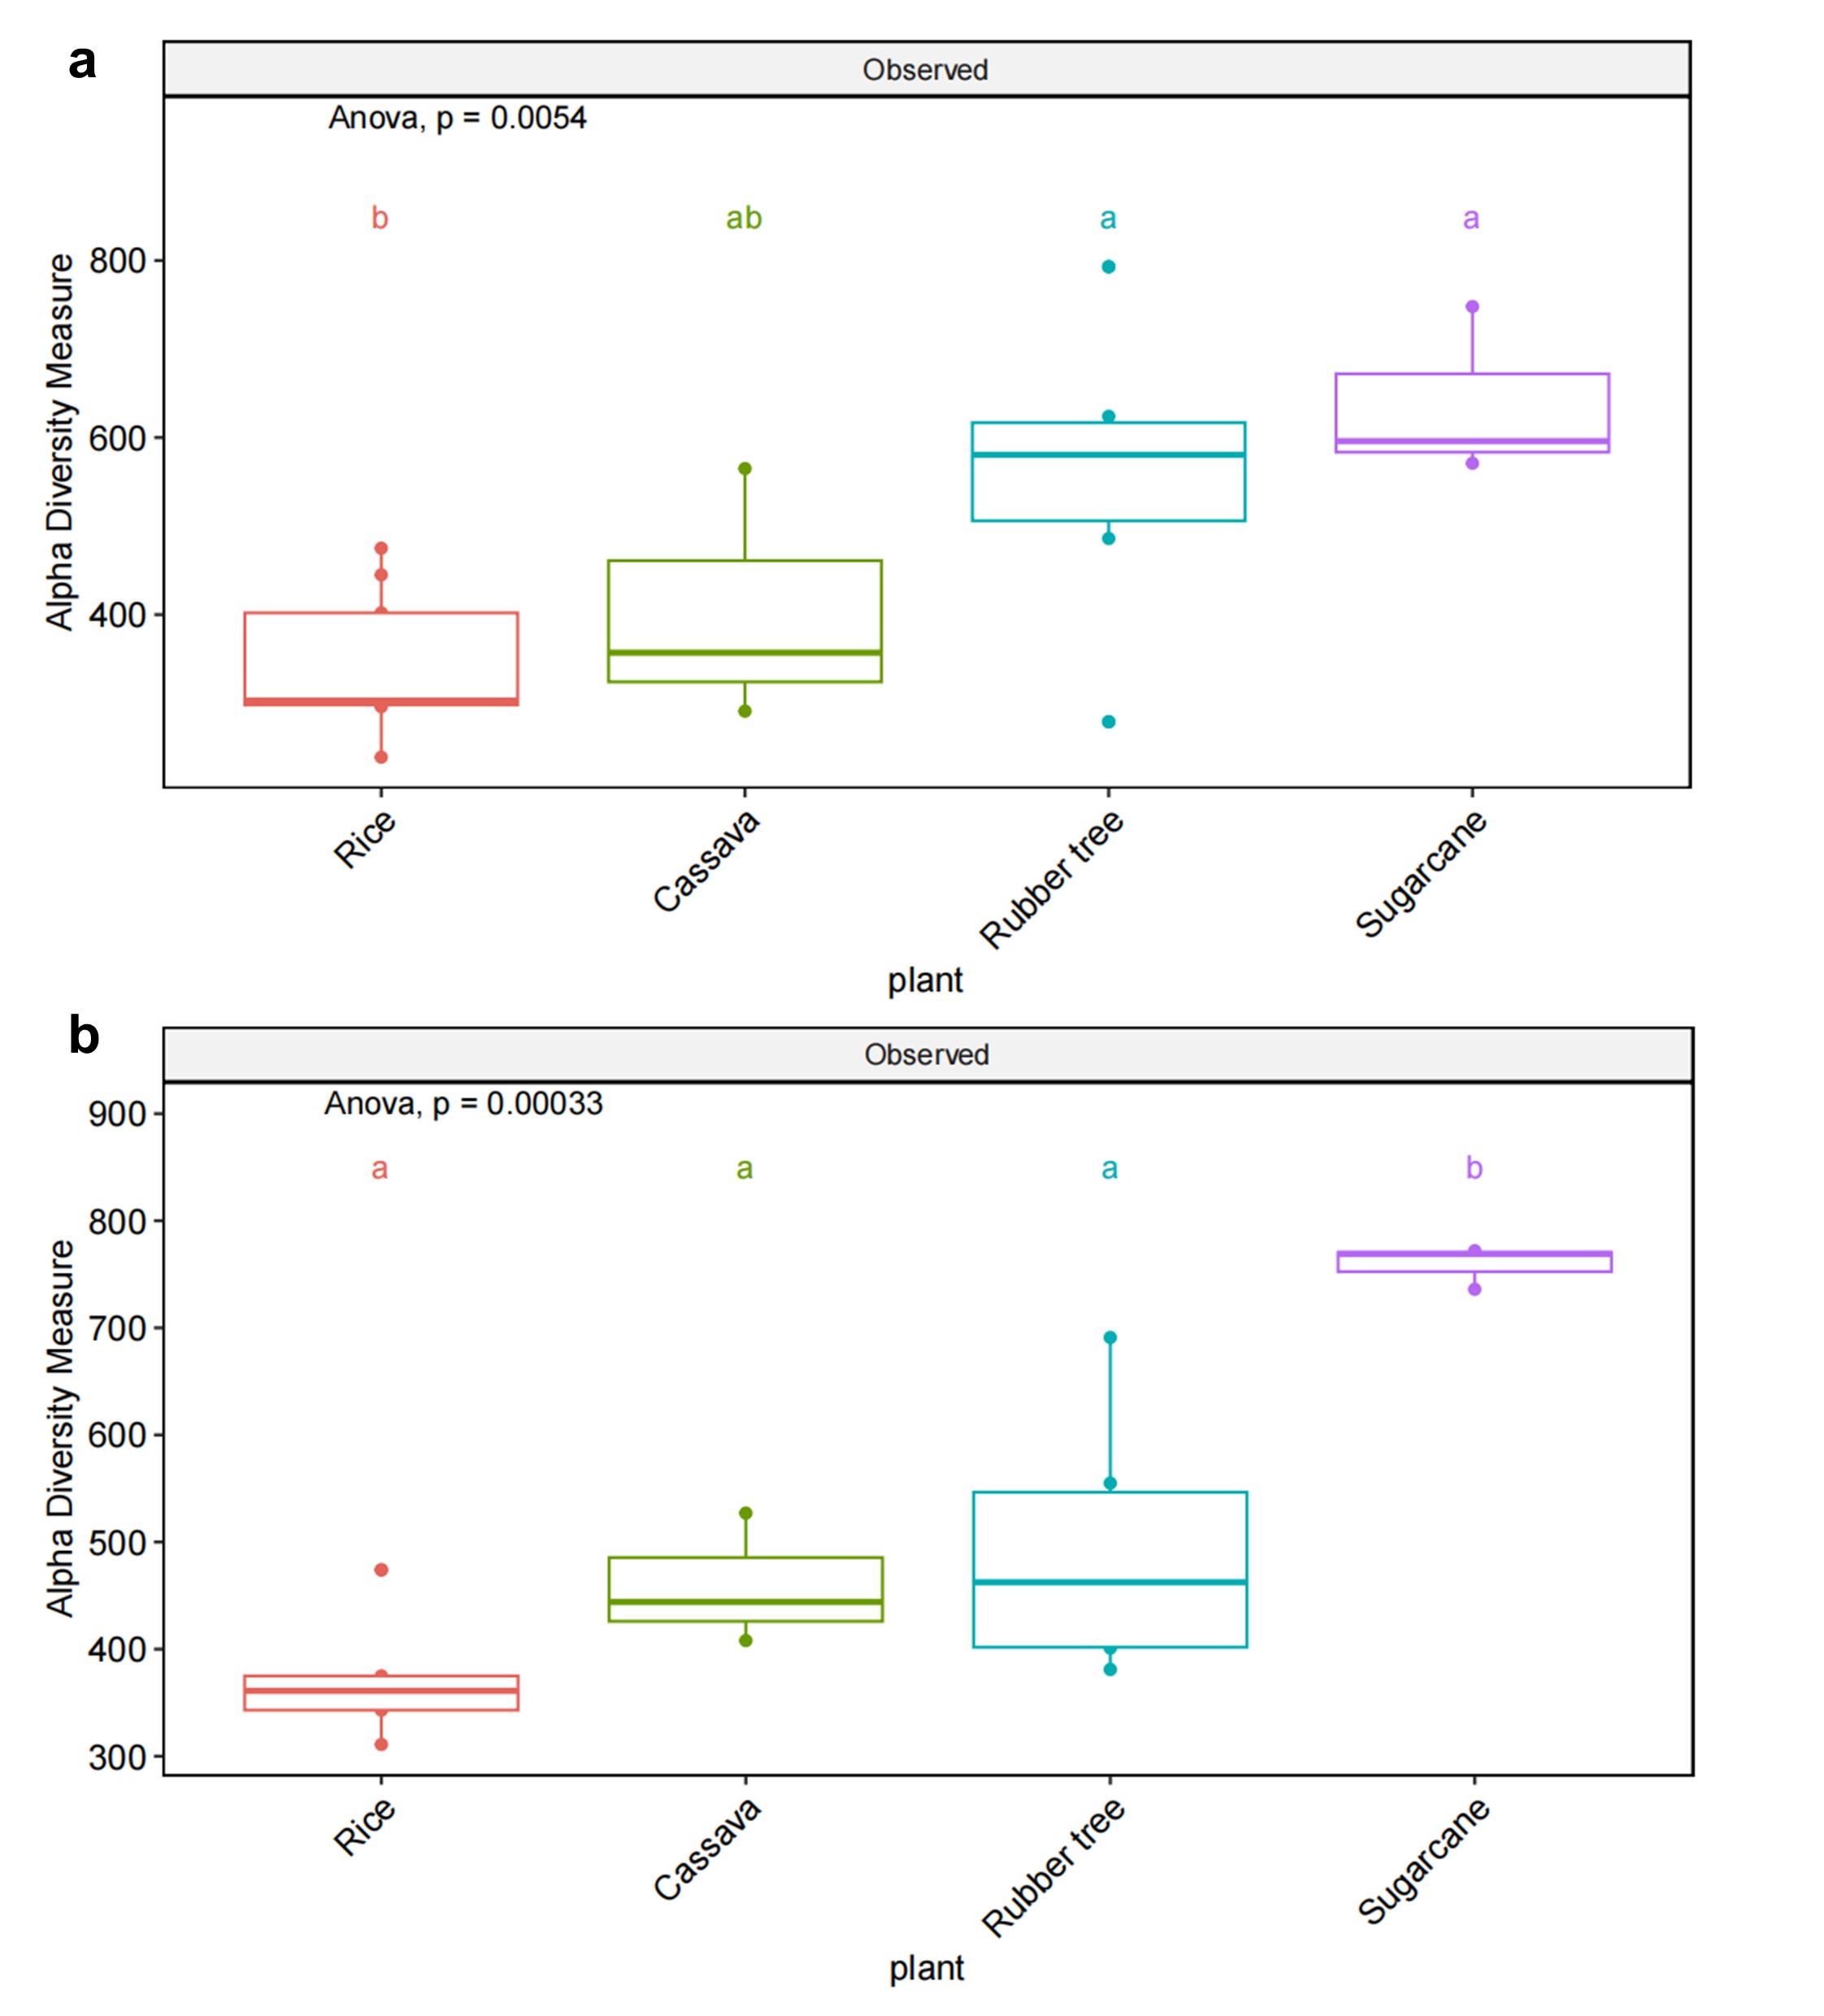 a
Observed
Anova, p = 0.0054
b
ab
a
a
800
600
400
Alpha Diversity Measure
Rice
Cassava
Rubber tree
Sugarcane
plant
b
Observed
Anova, p = 0.00033
900
a
a
a
b
800
700
600
500
400
300
Alpha Diversity Measure
Rice
Cassava
Rubber tree
Sugarcane
plant